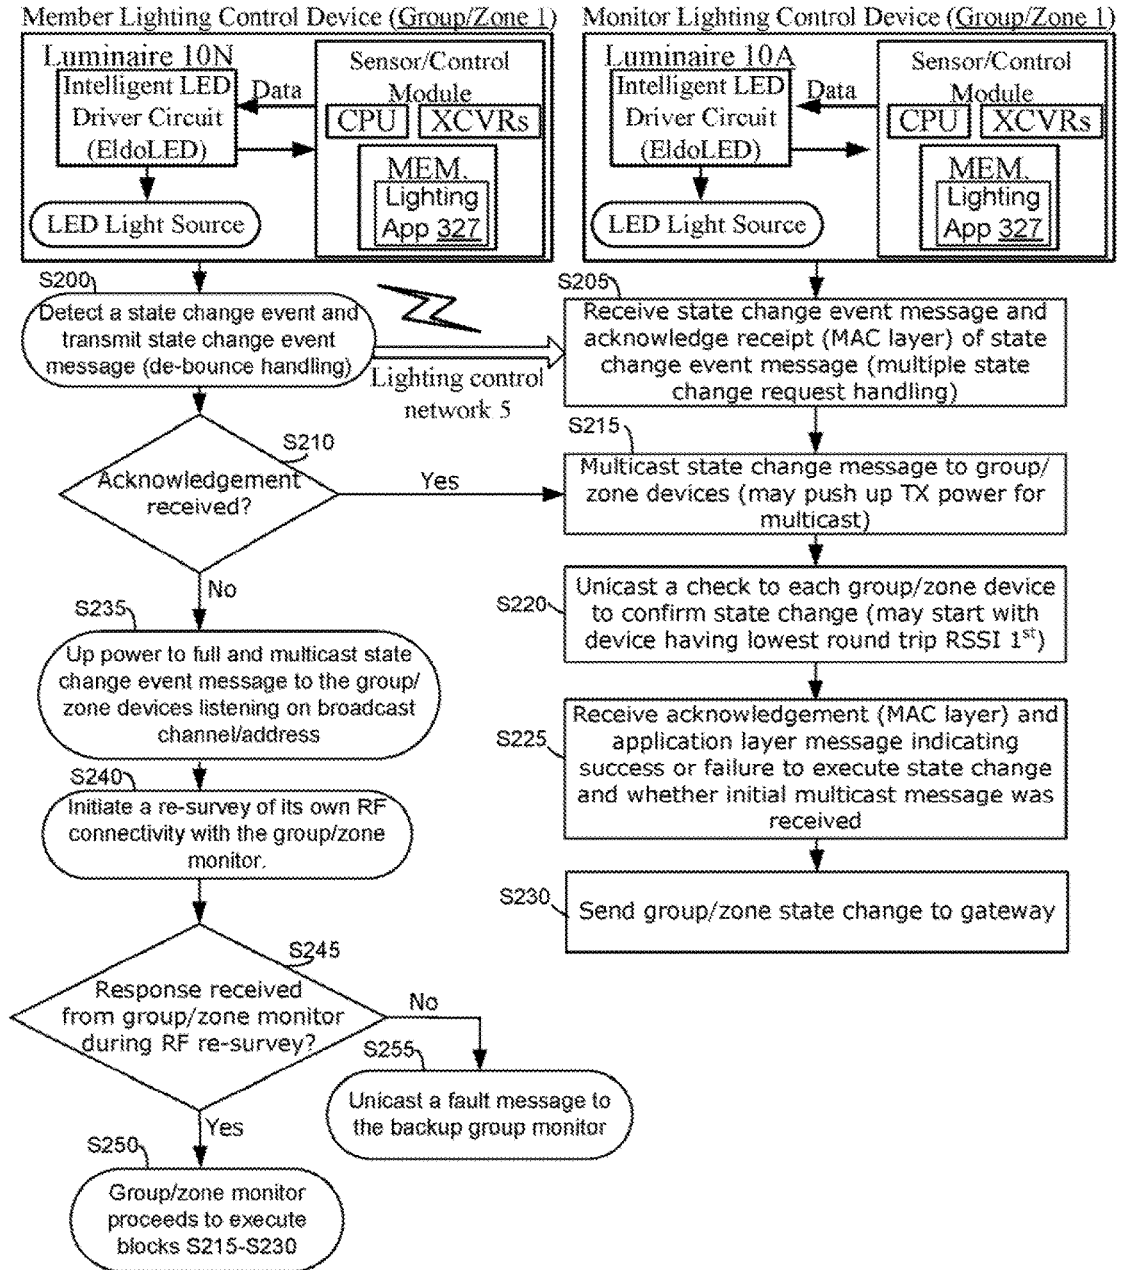 Member Lighting Control Device (Group/Zone 1)
Luminaire 10N
Intelligent LED
Driver Circuit
(EldoLED)
Data
Sensor/Control
Module
CPU
XCVRs
MEM.
Lighting
App 327
LED Light Source
Monitor Lighting Control Device (Group/Zone 1)
Luminaire 10A
Intelligent LED
Driver Circuit
(EldoLED)
Data
Sensor/Control
Module
CPU
XCVRs
MEM.
Lighting
App 327
LED Light Source
S200
Detect a state change event and
transmit state change event
message (de-bounce handling)
Lighting control
network 5
S205
Receive state change event message and
acknowledge receipt (MAC layer) of state
change event message (multiple state
change request handling)
S210
Acknowledgement
received?
Yes
No
S215
Multicast state change message to group/
zone devices (may push up TX power for
multicast)
S220
Unicast a check to each group/zone device
to confirm state change (may start with
device having lowest round trip RSSI 1st)
S225
Receive acknowledgement (MAC layer) and
application layer message indicating
success or failure to execute state change
and whether initial multicast message was
received
S230
Send group/zone state change to gateway
S235
Up power to full and multicast state
change event message to the group/
zone devices listening on broadcast
channel/address
S240
Initiate a re-survey of its own RF
connectivity with the group/zone
monitor.
S245
Response received
from group/zone monitor
during RF re-survey?
No
Yes
S255
Unicast a fault message to
the backup group monitor
S250
Group/zone monitor
proceeds to execute
blocks S215-S230